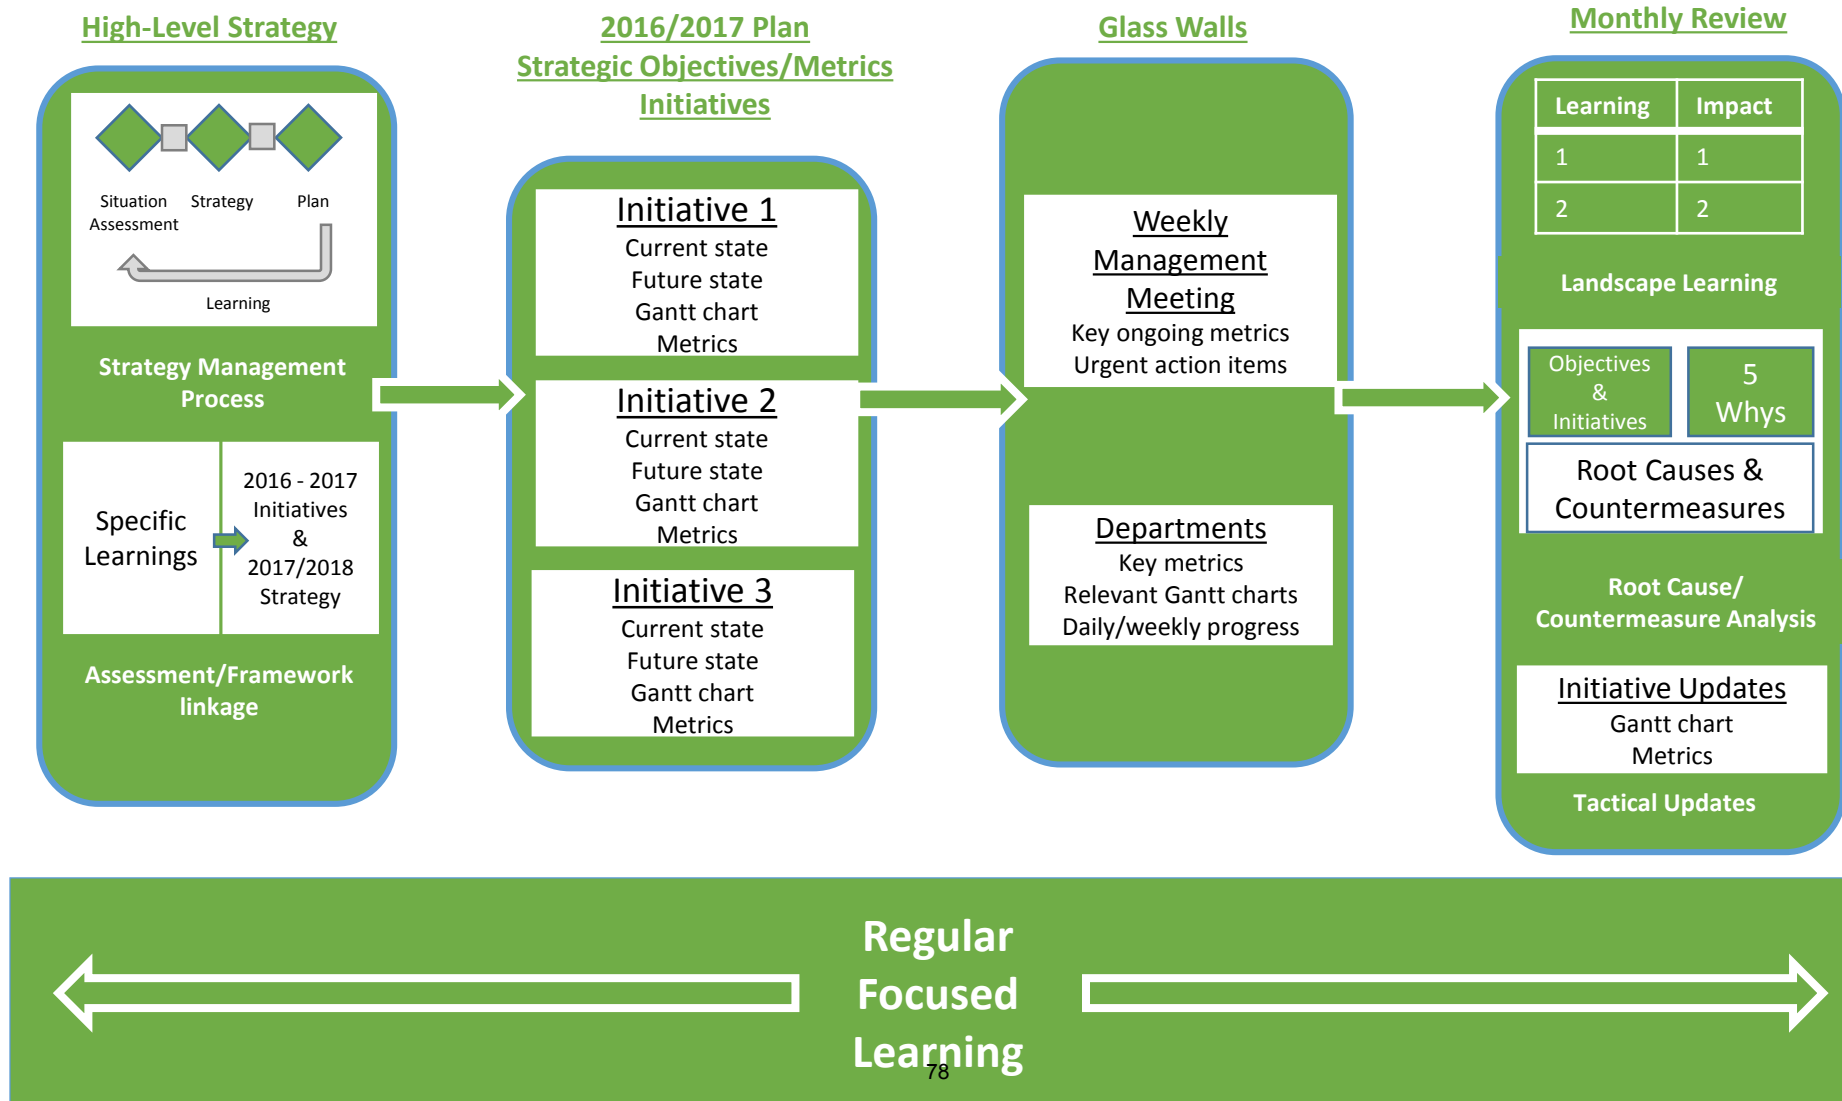 High-Level Strategy
Situation
Assessment
Strategy
Plan
Learning
Strategy Management
Process
Specific
Learnings
2016 - 2017
Initiatives
&
2017/2018
Strategy
Assessment/Framework
linkage
2016/2017 Plan
Strategic Objectives/Metrics
Initiatives
Initiative 1
Current state
Future state
Gantt chart
Metrics
Initiative 2
Current state
Future state
Gantt chart
Metrics
Initiative 3
Current state
Future state
Gantt chart
Metrics
Glass Walls
Weekly
Management
Meeting
Key ongoing metrics
Urgent action items
Departments
Key metrics
Relevant Gantt charts
Daily/weekly progress
Monthly Review
Learning Impact
1 1
2 2
Landscape Learning
Objectives
&
Initiatives
5
Whys
Root Causes &
Countermeasures
Root Cause/
Countermeasure Analysis
Initiative Updates
Gantt chart
Metrics
Tactical Updates
Regular
Focused
Learning
78